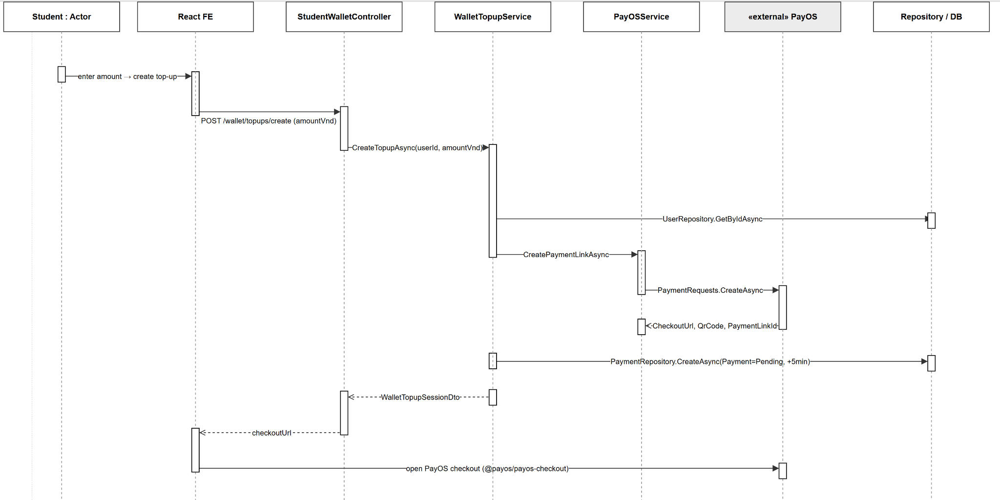 Student : Actor
React FE
StudentWalletController
WalletTopupService
PayOSService
«external» PayOS
Repository / DB
enter amount → create top-up
POST /wallet/topups/create (amountVnd)
CreateTopupAsync(userId, amountVnd)
UserRepository.GetByIdAsync
CreatePaymentLinkAsync
PaymentRequests.CreateAsync
CheckoutUrl, QrCode, PaymentLinkId
PaymentRepository.CreateAsync(Payment=Pending, +5min)
WalletTopupSessionDto
checkoutUrl
open PayOS checkout (@payos/payos-checkout)